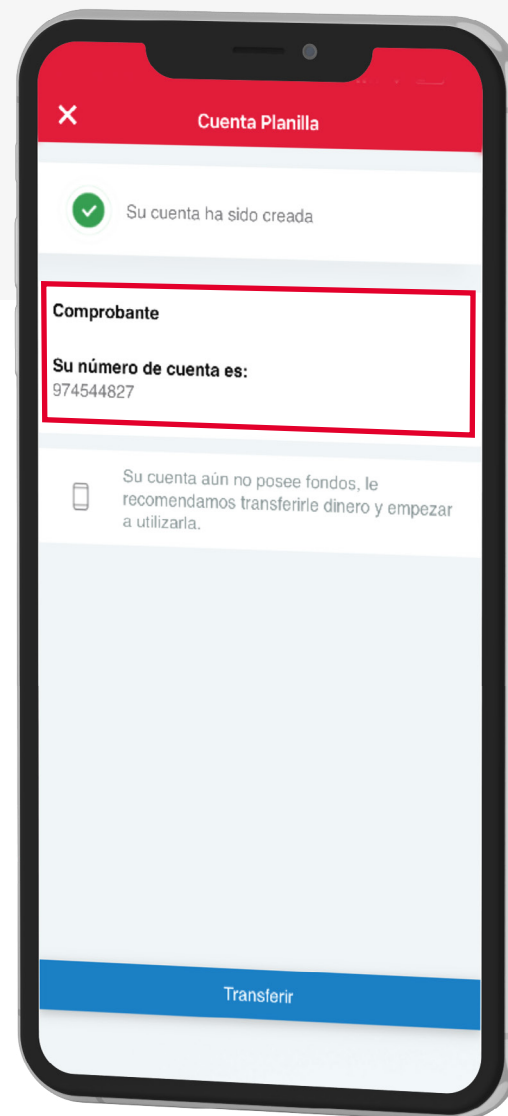 Cuenta Planilla
Su cuenta ha sido creada
Comprobante
Su número de cuenta es:
974544827
Su cuenta aún no posee fondos, le
recomendamos transferirle dinero y empezar
a utilizarla.
Transferir